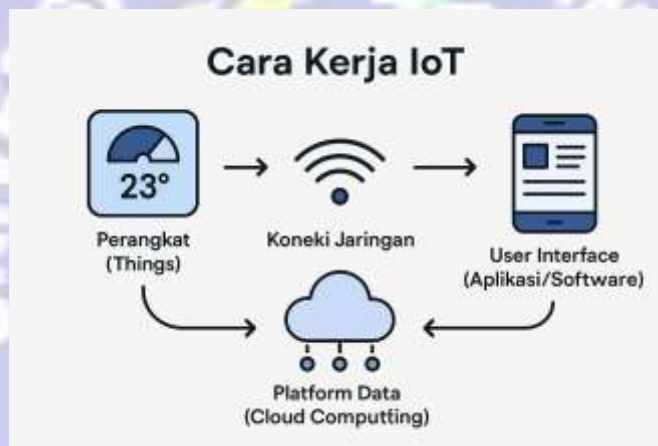 Cara Kerja IoT
23°
Perangkat
(Things)
Koneki Jaringan
User Interface
(Aplikasi/Software)
Platform Data
(Cloud Computting)